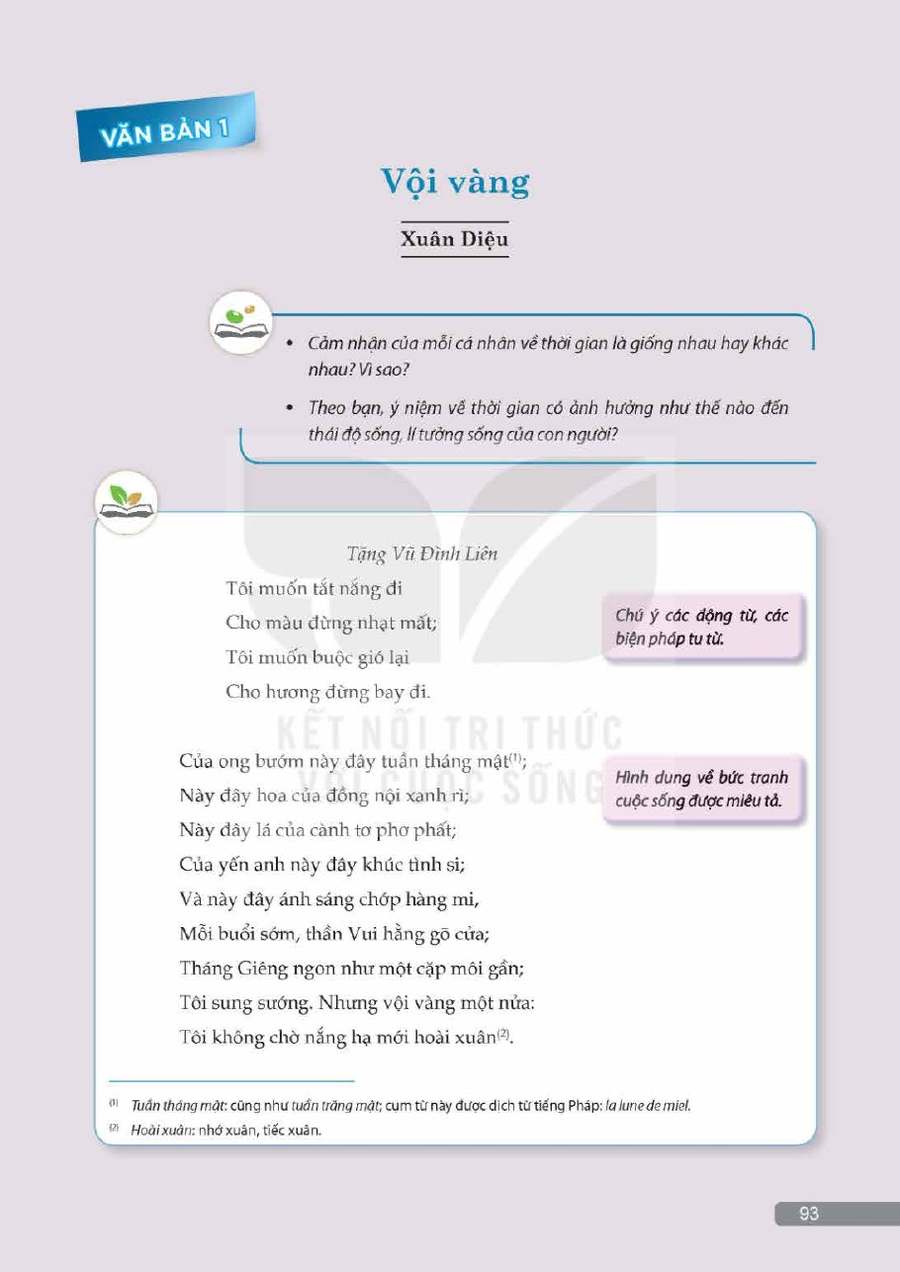 VĂN BẢN 1
Vội vàng
Xuân Diệu
• Cảm nhận của mỗi cá nhân về thời gian là giống nhau hay khác
nhau? Vì sao?
• Theo bạn, ý niệm về thời gian có ảnh hưởng như thế nào đến
thái độ sống, lí tưởng sống của con người?
Tặng Vũ Đình Liên
Tôi muốn tắt nắng đi
Cho màu đừng nhạt mất;
Tôi muốn buộc gió lại
Cho hương đừng bay đi.
Chú ý các động từ, các
biện pháp tu từ.
KẾT NỐI TRI THỨC
VỚI CUỘC SỐNG
Của ong bướm này đây tuần tháng mật(1);
Này đây hoa của đồng nội xanh rì;
Này đây lá của cành tơ phơ phất;
Của yến anh này đây khúc tình si;
Và này đây ánh sáng chớp hàng mi,
Mỗi buổi sớm, thần Vui hằng gõ cửa;
Tháng Giêng ngon như một cặp môi gần;
Tôi sung sướng. Nhưng vội vàng một nửa:
Tôi không chờ nắng hạ mới hoài xuân(2).
Hình dung về bức tranh
cuộc sống được miêu tả.
(1) Tuần tháng mật: cũng như tuần trăng mật; cụm từ này được dịch từ tiếng Pháp: la lune de miel.
(2) Hoài xuân: nhớ xuân, tiếc xuân.
93